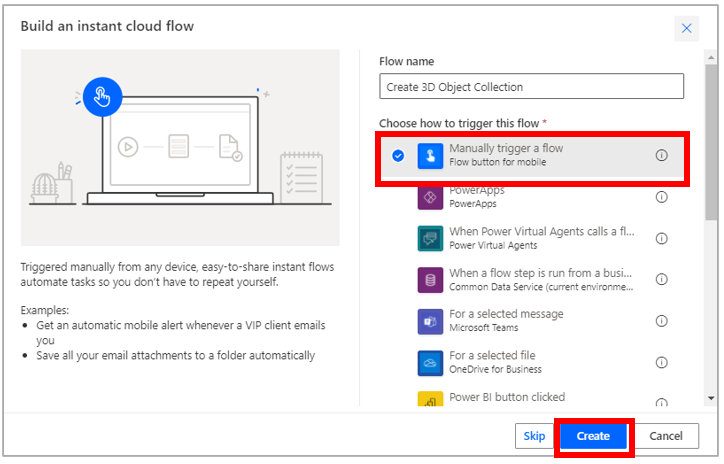 Build an instant cloud flow
Triggered manually from any device, easy-to-share instant flows
automate tasks so you don't have to repeat yourself.
Examples:
• Get an automatic mobile alert whenever a VIP client emails
you
• Save all your email attachments to a folder automatically
Flow name
Create 3D Object Collection
Choose how to trigger this flow *
Manually trigger a flow
Flow button for mobile
PowerApps
PowerApps
When Power Virtual Agents calls a fl...
Power Virtual Agents
When a flow step is run from a busi...
Common Data Service (current environme...
For a selected message
Microsoft Teams
For a selected file
OneDrive for Business
Power BI button clicked
Skip
Create
Cancel